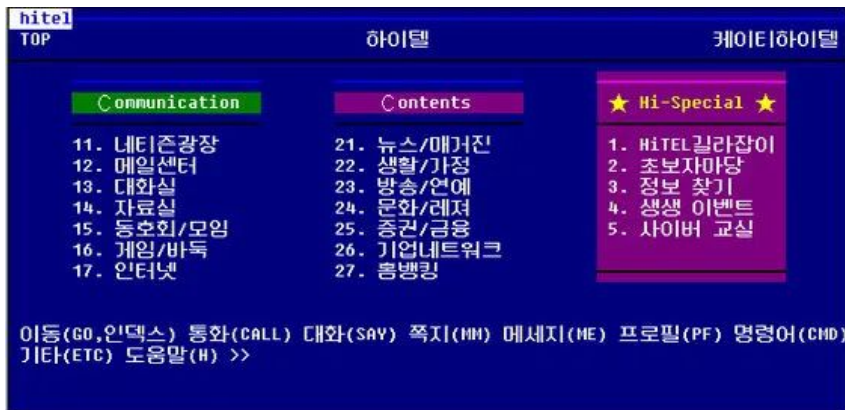 hitel
TOP 하이텔 케이티하이텔
Communication
11. 네티즌광장
12. 메일센터
13. 대화실
14. 자료실
15. 동호회/모임
16. 게임/바둑
17. 인터넷
Contents
21. 뉴스/매거진
22. 생활/가정
23. 방송/연예
24. 문화/레져
25. 증권/금융
26. 기업네트워크
27. 홈뱅킹
★ Hi-Special ★
1. HiTEL길라잡이
2. 초보자마당
3. 정보 찾기
4. 생생 이벤트
5. 사이버 교실
이동(GO,인덱스) 통화(CALL) 대화(SAY) 쪽지(MM) 메세지(ME) 프로필(PF) 명령어(CMD)
기타(ETC) 도움말(H) >>